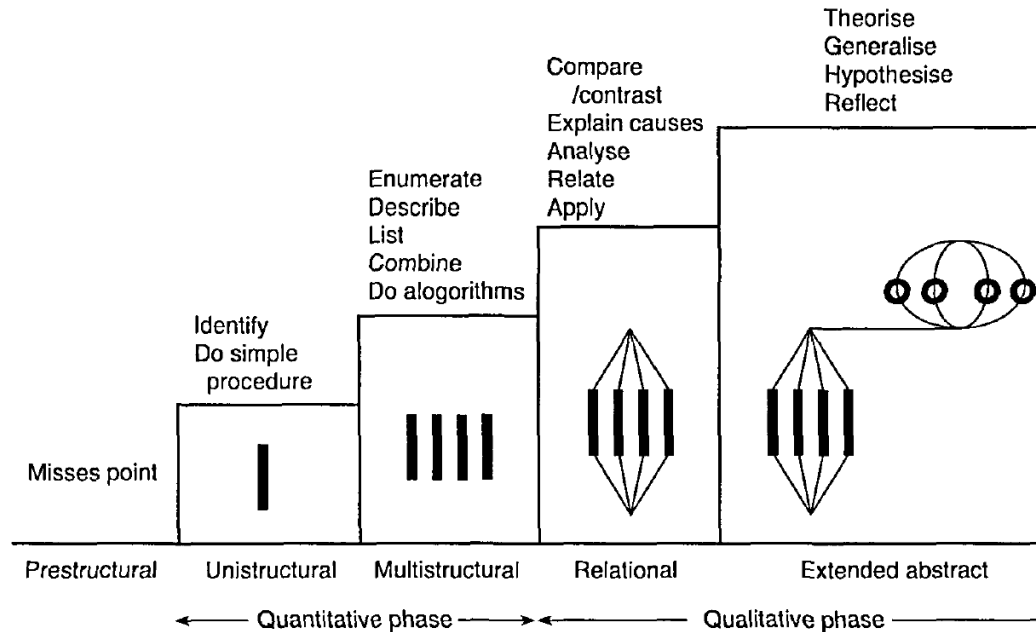 Theorise
Generalise
Hypothesise
Reflect
Compare
/contrast
Explain causes
Analyse
Relate
Apply
Enumerate
Describe
List
Combine
Do alogorithms
Identify
Do simple
procedure
Misses point
Prestructural
Unistructural
Multistructural
Relational
Extended abstract
Quantitative phase
Qualitative phase